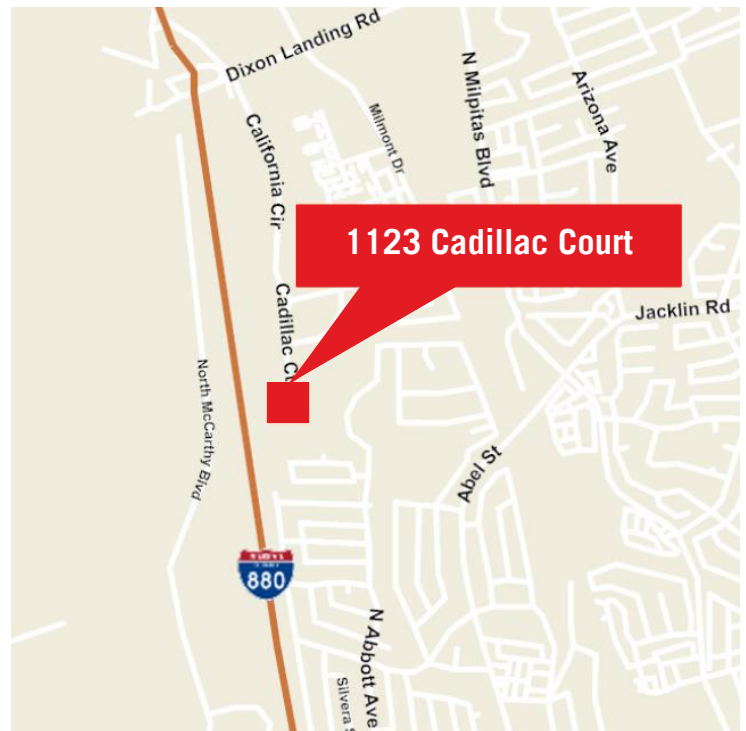 Dixon Landing Rd
California Cir
Milmont Dr
N Milpitas Blvd
Arizona Ave
1123 Cadillac Court
Cadillac
Jacklin Rd
North McCarthy Blvd
Abel St
880
N Abbott Ave
Silvera